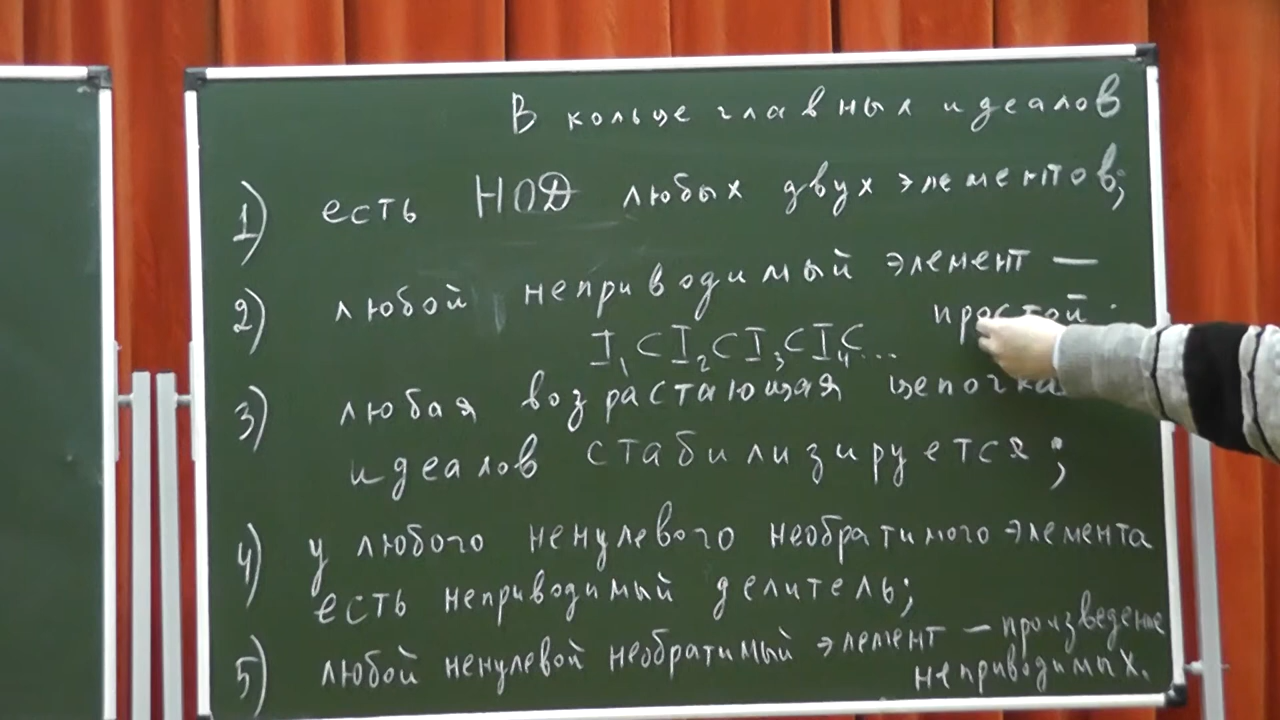 В кольце главных идеалов
1) есть НОД любых двух элементов;
2) любой неприводимый элемент —
простой
I₁⊂I₂⊂I₃⊂I₄⊂...
3) любая возрастающая цепочка
идеалов стабилизируется;
4) у любого ненулевого необратимого элемента
есть неприводимый делитель;
5) любой ненулевой необратимый элемент — произведение
неприводимых.